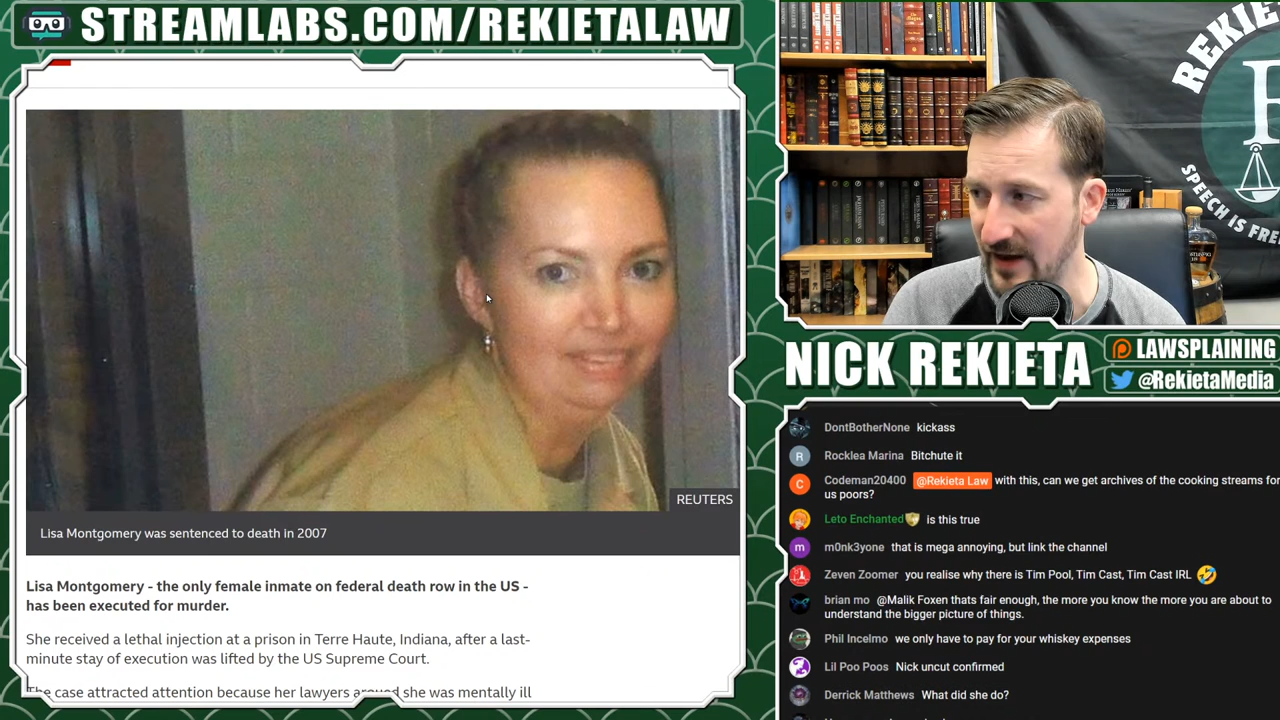 STREAMLABS.COM/REKIETALAW
REUTERS
Lisa Montgomery was sentenced to death in 2007
Lisa Montgomery - the only female inmate on federal death row in the US -
has been executed for murder.
She received a lethal injection at a prison in Terre Haute, Indiana, after a last-
minute stay of execution was lifted by the US Supreme Court.
The case attracted attention because her lawyers argued she was mentally ill
REKIE
SPEECH IS FRE
NICK REKIETA
LAWSPLAINING
@RekietaMedia
DontBotherNone kickass
R Rocklea Marina Bitchute it
C Codeman20400 @Rekieta Law with this, can we get archives of the cooking streams for
us poors?
Leto Enchanted is this true
m m0nk3yone that is mega annoying, but link the channel
Zeven Zoomer you realise why there is Tim Pool, Tim Cast, Tim Cast IRL 🤣
brian mo @Malik Foxen thats fair enough, the more you know the more you are about to
understand the bigger picture of things.
Phil Incelmo we only have to pay for your whiskey expenses
Lil Poo Poos Nick uncut confirmed
Derrick Matthews What did she do?